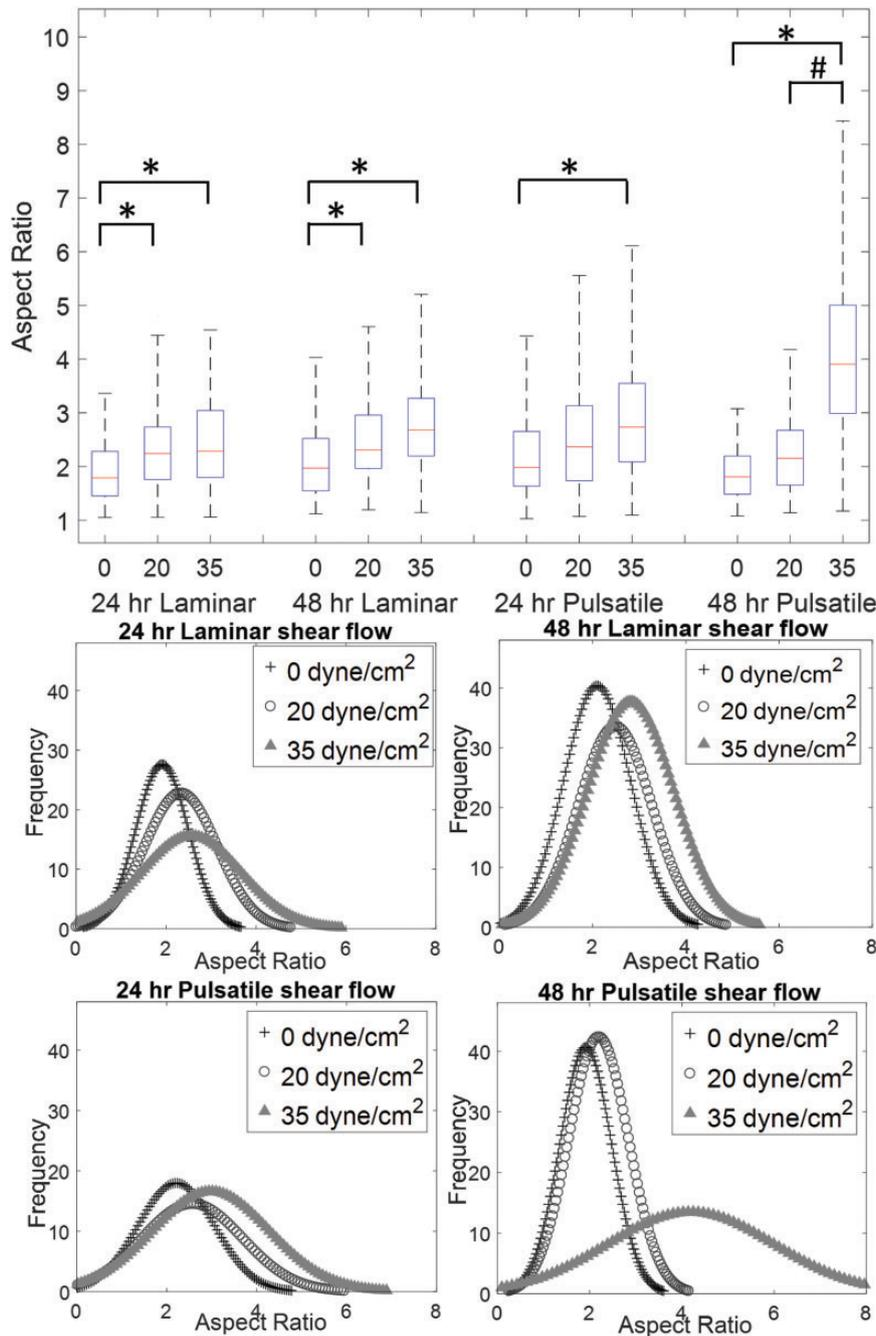 10
9
8
7
6
5
4
3
2
1
Aspect Ratio
* #
* *
* *
*
*
0 20 35 0 20 35 0 20 35 0 20 35
24 hr Laminar 48 hr Laminar 24 hr Pulsatile 48 hr Pulsatile
24 hr Laminar shear flow
+ 0 dyne/cm²
○ 20 dyne/cm²
▲ 35 dyne/cm²
40
30
20
10
0
Frequency
0 2 4 6 8
Aspect Ratio
48 hr Laminar shear flow
+ 0 dyne/cm²
○ 20 dyne/cm²
▲ 35 dyne/cm²
40
30
20
10
0
Frequency
0 2 4 6 8
Aspect Ratio
24 hr Pulsatile shear flow
+ 0 dyne/cm²
○ 20 dyne/cm²
▲ 35 dyne/cm²
40
30
20
10
0
Frequency
0 2 4 6 8
Aspect Ratio
48 hr Pulsatile shear flow
+ 0 dyne/cm²
○ 20 dyne/cm²
▲ 35 dyne/cm²
40
30
20
10
0
Frequency
0 2 4 6 8
Aspect Ratio